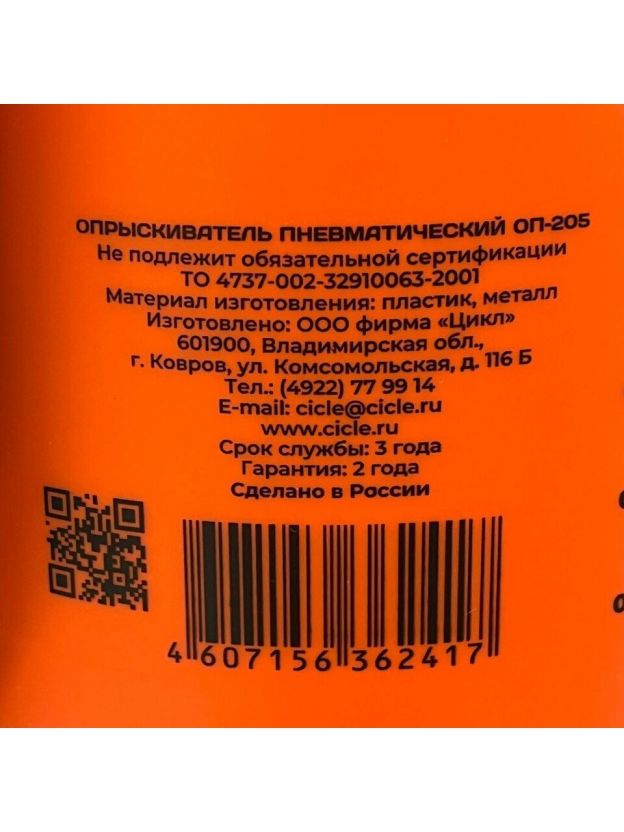 ОПРЫСКИВАТЕЛЬ ПНЕВМАТИЧЕСКИЙ ОП-205
Не подлежит обязательной сертификации
ТО 4737-002-32910063-2001
Материал изготовления: пластик, металл
Изготовлено: ООО фирма «Цикл»
601900, Владимирская обл.,
г. Ковров, ул. Комсомольская, д. 116 Б
Тел.: (4922) 77 99 14
E-mail: cicle@cicle.ru
www.cicle.ru
Срок службы: 3 года
Гарантия: 2 года
Сделано в России
4 607156 362417